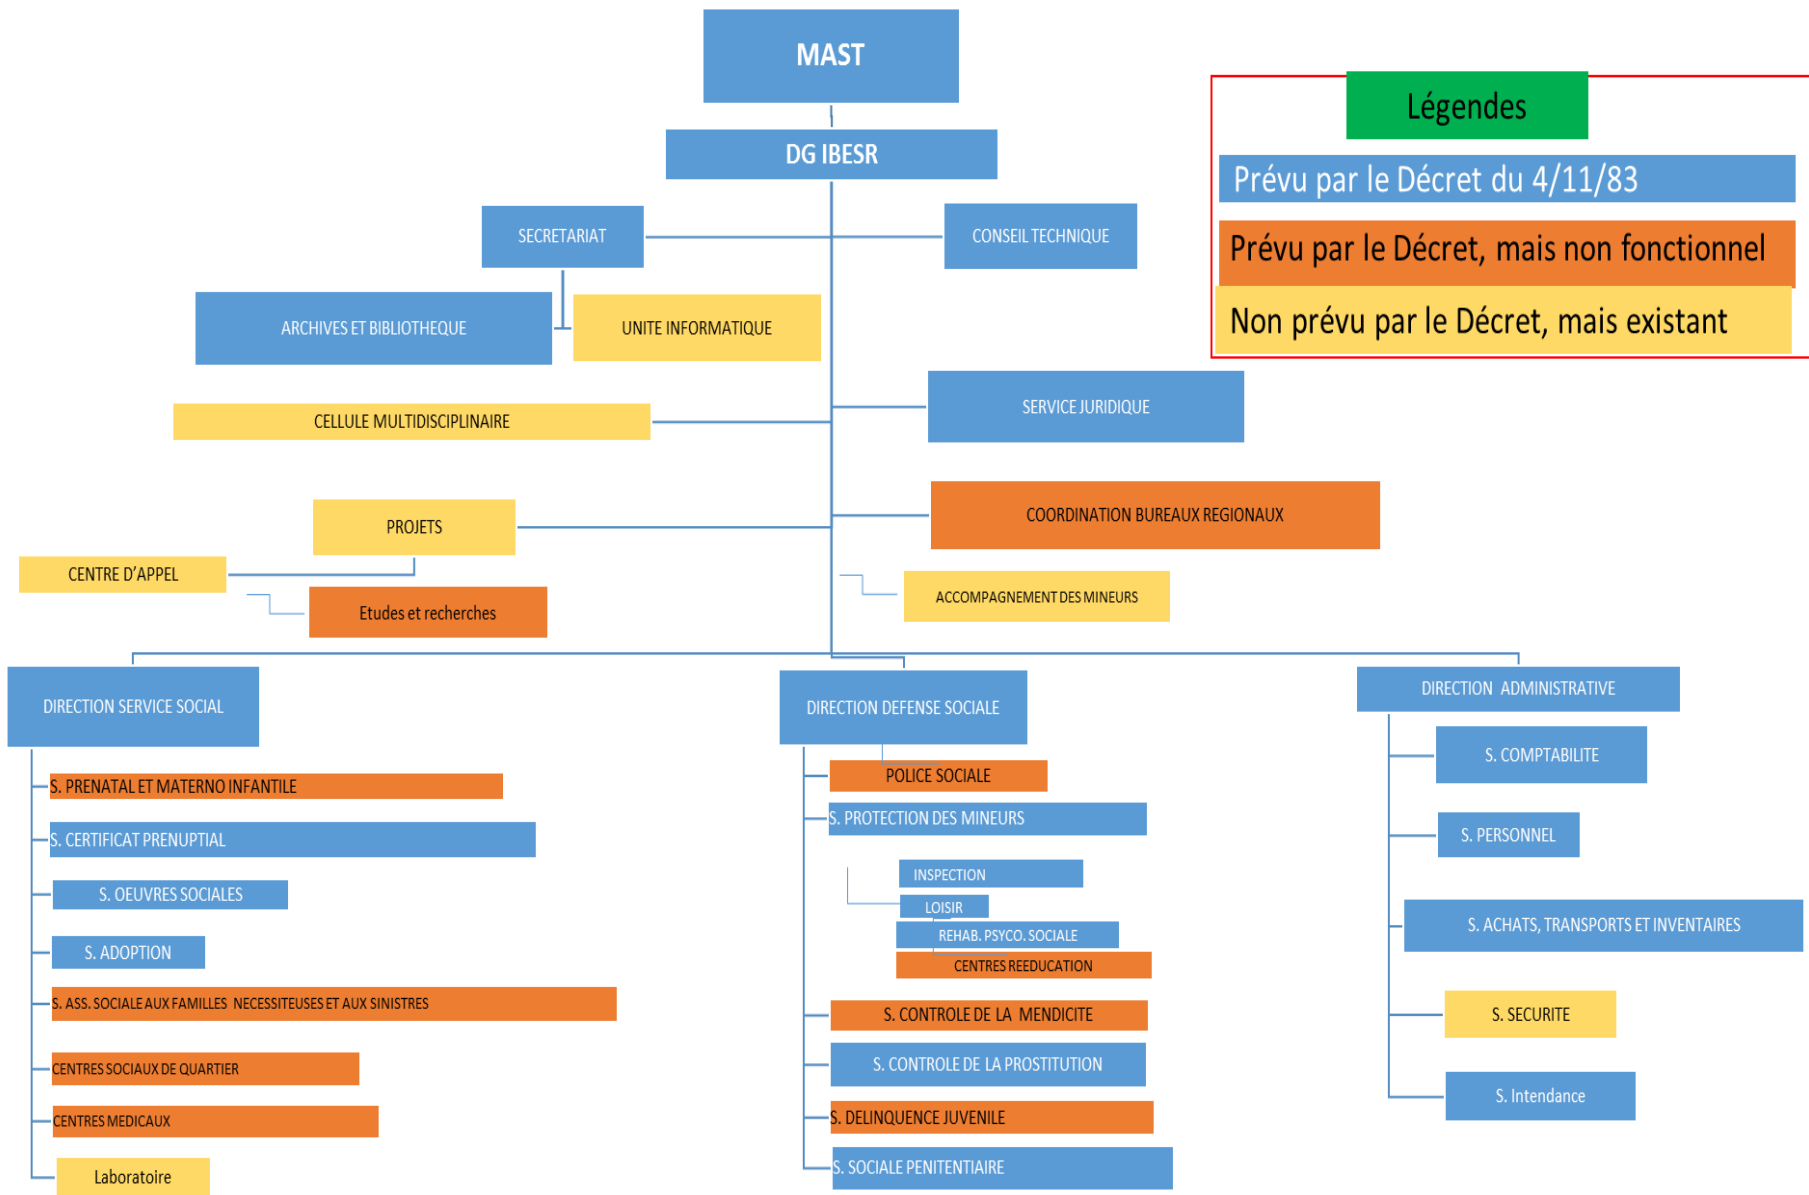 MAST
DG IBESR
Légendes
Prévu par le Décret du 4/11/83
Prévu par le Décret, mais non fonctionnel
Non prévu par le Décret, mais existant
SECRETARIAT
CONSEIL TECHNIQUE
ARCHIVES ET BIBLIOTHEQUE
UNITE INFORMATIQUE
SERVICE JURIDIQUE
CELLULE MULTIDISCIPLINAIRE
COORDINATION BUREAUX REGIONAUX
PROJETS
CENTRE D’APPEL
Etudes et recherches
ACCOMPAGNEMENT DES MINEURS
DIRECTION SERVICE SOCIAL
S. PRENATAL ET MATERNO INFANTILE
S. CERTIFICAT PRENUPTIAL
S. OEUVRES SOCIALES
S. ADOPTION
S. ASS. SOCIALE AUX FAMILLES NECESSITEUSES ET AUX SINISTRES
CENTRES SOCIAUX DE QUARTIER
CENTRES MEDICAUX
Laboratoire
DIRECTION DEFENSE SOCIALE
POLICE SOCIALE
S. PROTECTION DES MINEURS
INSPECTION
LOISIR
REHAB. PSYCO. SOCIALE
CENTRES REEDUCATION
S. CONTROLE DE LA MENDICITE
S. CONTROLE DE LA PROSTITUTION
S. DELINQUENCE JUVENILE
S. SOCIALE PENITENTIAIRE
DIRECTION ADMINISTRATIVE
S. COMPTABILITE
S. PERSONNEL
S. ACHATS, TRANSPORTS ET INVENTAIRES
S. SECURITE
S. Intendance